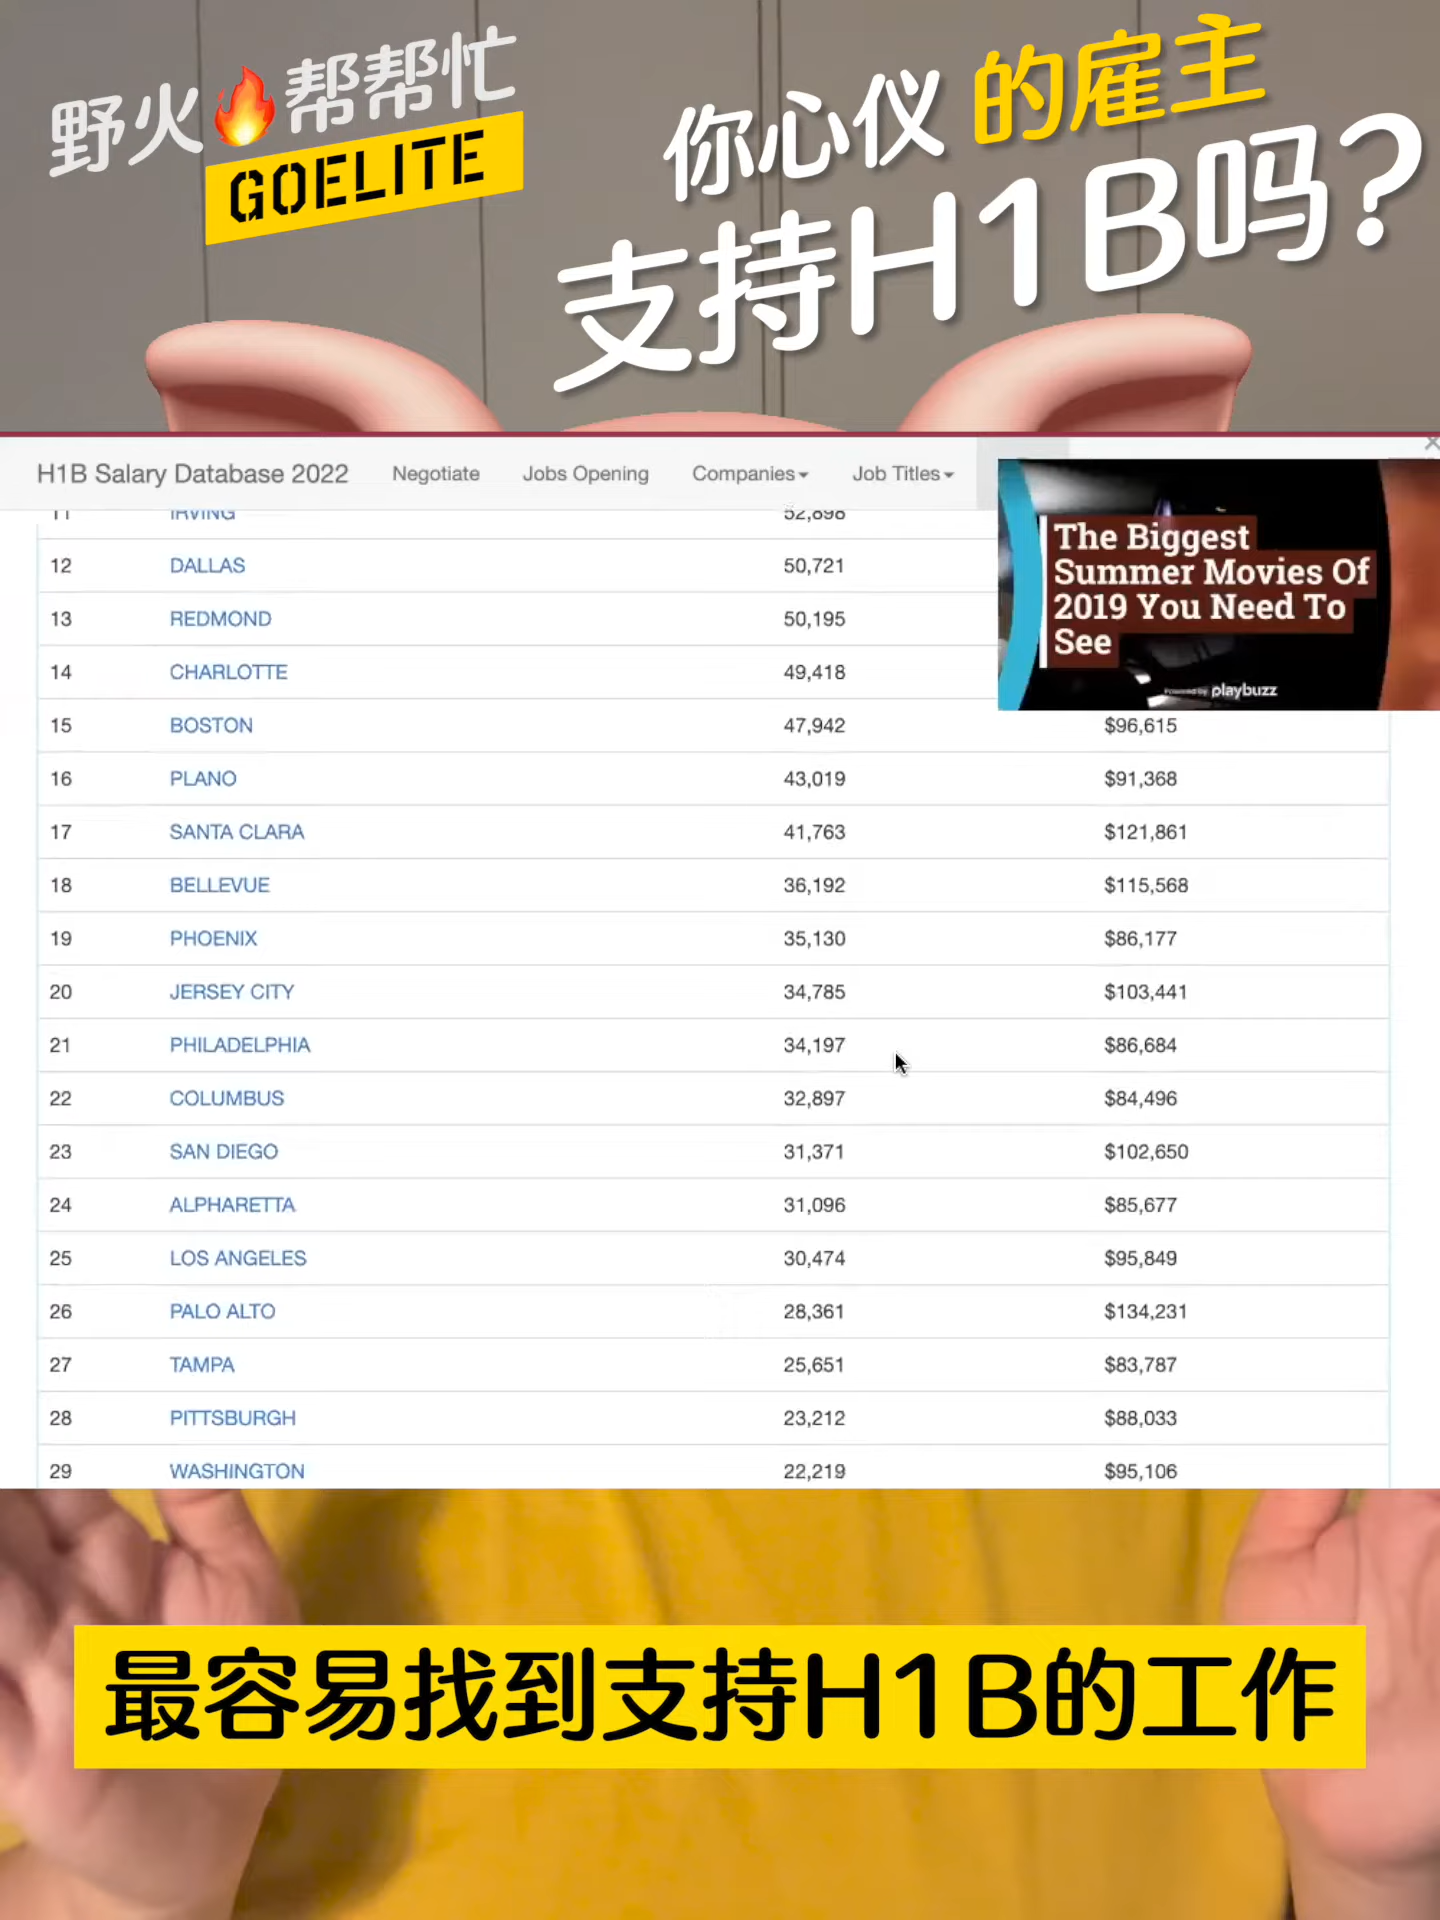 野火🔥帮帮忙
GOELITE
你心仪的雇主
支持H1B吗?
H1B Salary Database 2022 Negotiate Jobs Opening Companies Job Titles
11 IRVING 52,898
The Biggest
Summer Movies Of
2019 You Need To
See
Powered by playbuzz
12 DALLAS 50,721
13 REDMOND 50,195
14 CHARLOTTE 49,418
15 BOSTON 47,942 $96,615
16 PLANO 43,019 $91,368
17 SANTA CLARA 41,763 $121,861
18 BELLEVUE 36,192 $115,568
19 PHOENIX 35,130 $86,177
20 JERSEY CITY 34,785 $103,441
21 PHILADELPHIA 34,197 $86,684
22 COLUMBUS 32,897 $84,496
23 SAN DIEGO 31,371 $102,650
24 ALPHARETTA 31,096 $85,677
25 LOS ANGELES 30,474 $95,849
26 PALO ALTO 28,361 $134,231
27 TAMPA 25,651 $83,787
28 PITTSBURGH 23,212 $88,033
29 WASHINGTON 22,219 $95,106
最容易找到支持H1B的工作